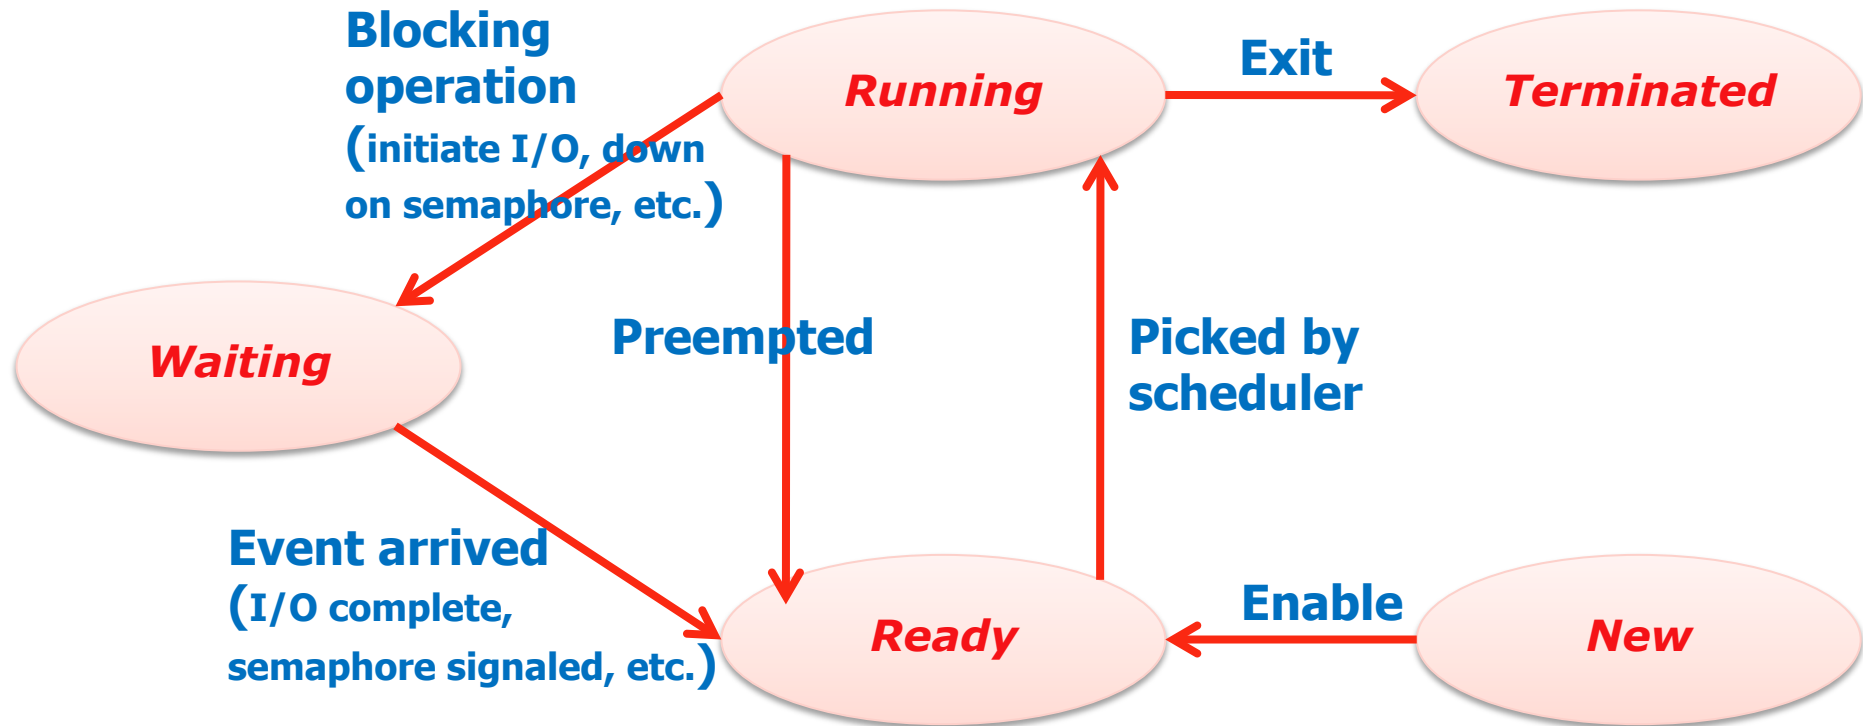 Blocking
operation
(initiate I/O, down
on semaphore, etc.)
Running
Exit
Terminated
Waiting
Preempted
Picked by
scheduler
Event arrived
(I/O complete,
semaphore signaled, etc.)
Ready
Enable
New